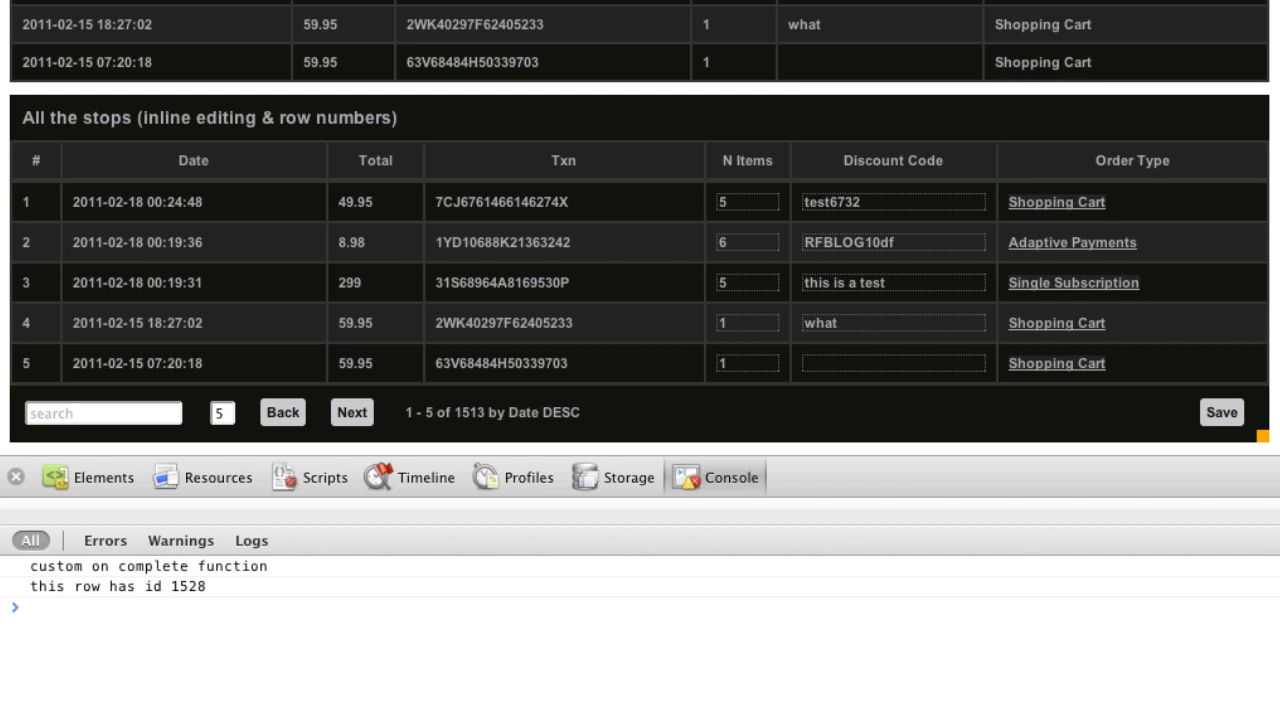 2011-02-15 18:27:02 59.95 2WK40297F62405233 1 what Shopping Cart
2011-02-15 07:20:18 59.95 63V68484H50339703 1 Shopping Cart
All the stops (inline editing & row numbers)
# Date Total Txn N Items Discount Code Order Type
1 2011-02-18 00:24:48 49.95 7CJ6761466146274X 5 test6732 Shopping Cart
2 2011-02-18 00:19:36 8.98 1YD10688K21363242 6 RFBLOG10df Adaptive Payments
3 2011-02-18 00:19:31 299 31S68964A8169530P 5 this is a test Single Subscription
4 2011-02-15 18:27:02 59.95 2WK40297F62405233 1 what Shopping Cart
5 2011-02-15 07:20:18 59.95 63V68484H50339703 1 Shopping Cart
search 5 Back Next 1 - 5 of 1513 by Date DESC Save
Elements Resources Scripts Timeline Profiles Storage Console
All Errors Warnings Logs
custom on complete function
this row has id 1528